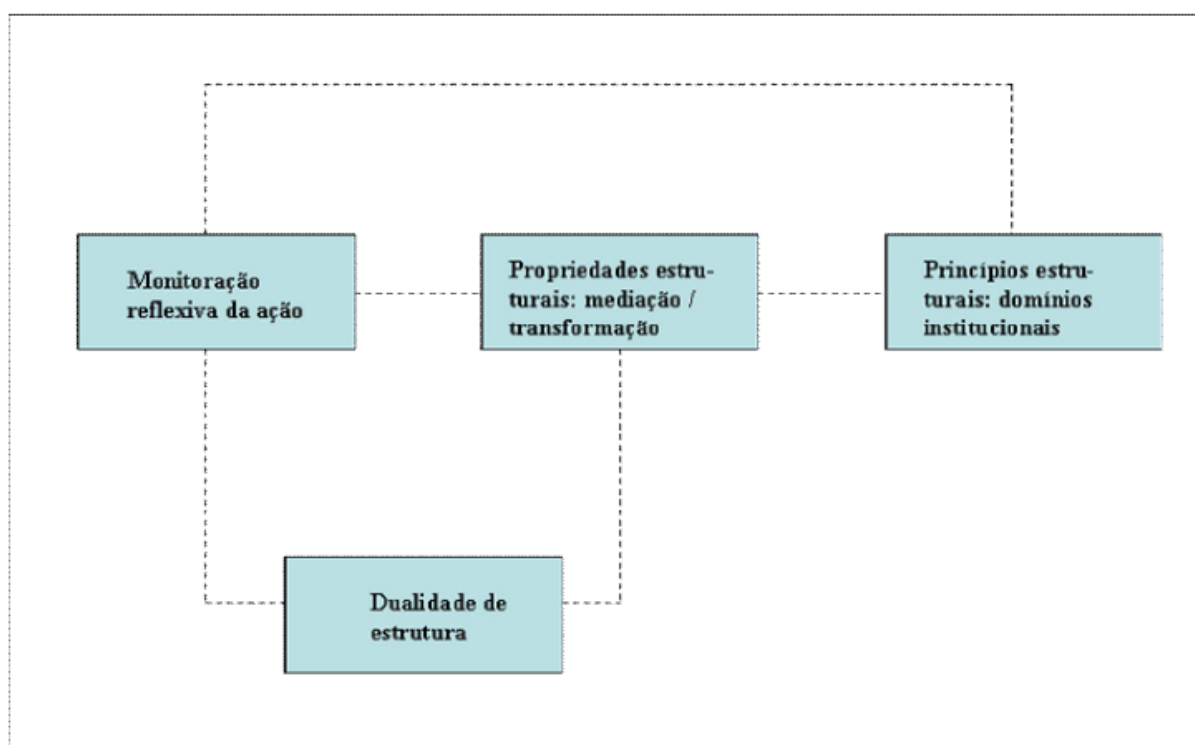 Monitoração
reflexiva da ação
Propriedades estru-
turais: mediação /
transformação
Princípios estru-
turais: domínios
institucionais
Dualidade de
estrutura